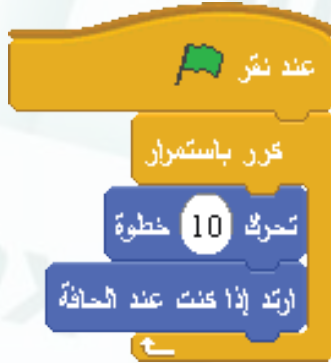 عند نقر
كرر باستمرار
تحرك 10 خطوة
ارتد إذا كنت عند الحافة